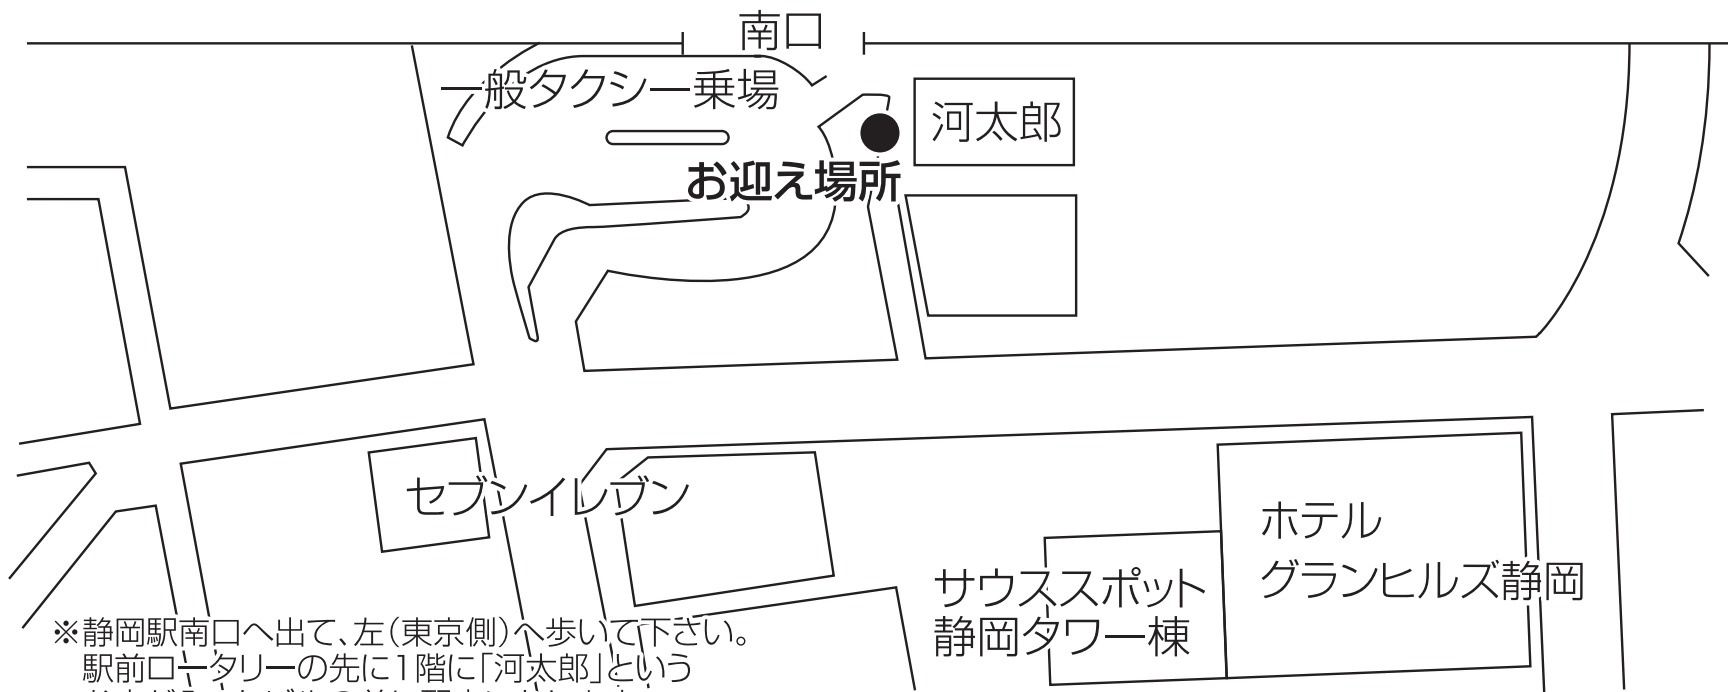 南口
一般タクシー乗場
河太郎
お迎え場所
セブンイレブン
ホテル
グランヒルズ静岡
サウススポット
静岡タワー棟
※静岡駅南口へ出て、左（東京側）へ歩いて下さい。
駅前ロータリーの先に1階に「河太郎」という